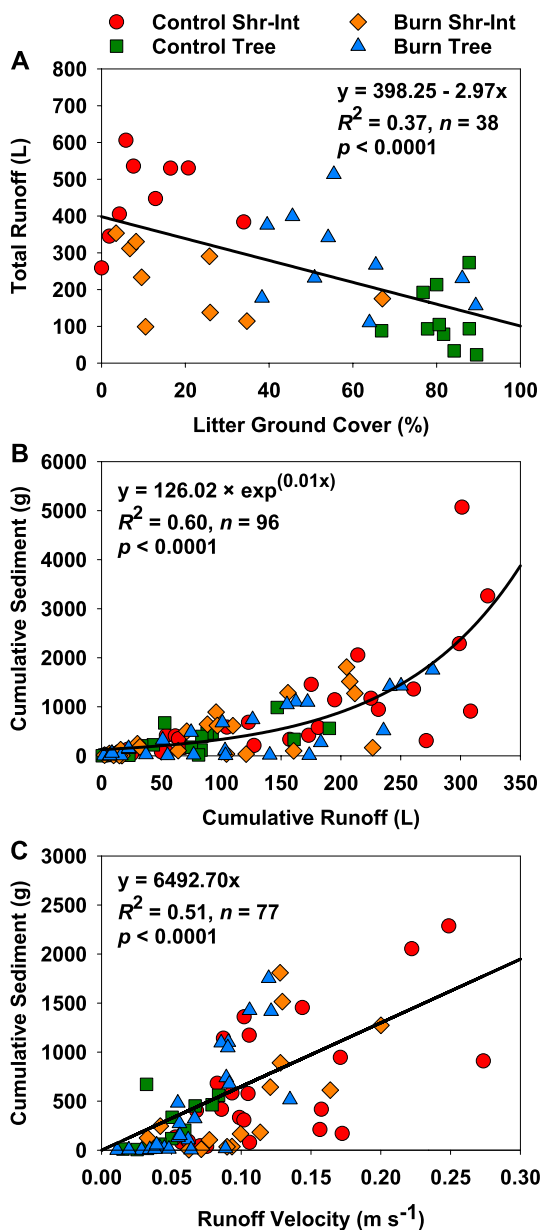 Control Shr-Int Burn Shr-Int
Control Tree Burn Tree
A
800
700
600
500
400
300
200
100
0
Total Runoff (L)
y = 398.25 - 2.97x
R² = 0.37, n = 38
p < 0.0001
0 20 40 60 80 100
Litter Ground Cover (%)
B
6000
5000
4000
3000
2000
1000
0
Cumulative Sediment (g)
y = 126.02 × exp^(0.01x)
R² = 0.60, n = 96
p < 0.0001
0 50 100 150 200 250 300 350
Cumulative Runoff (L)
C
3000
2500
2000
1500
1000
500
0
Cumulative Sediment (g)
y = 6492.70x
R² = 0.51, n = 77
p < 0.0001
0.00 0.05 0.10 0.15 0.20 0.25 0.30
Runoff Velocity (m s⁻¹)